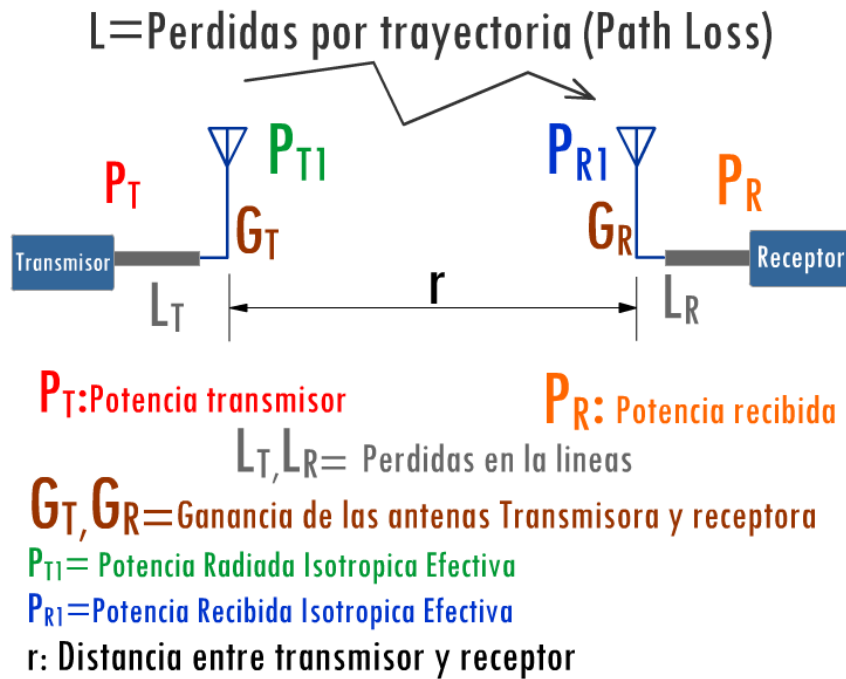 L=Perdidas por trayectoria (Path Loss)
PT1
PR1
PT
PR
GT
GR
Transmisor
Receptor
r
LT
LR
PT:Potencia transmisor
PR: Potencia recibida
LT,LR= Perdidas en la lineas
GT,GR=Ganancia de las antenas Transmisora y receptora
PT1= Potencia Radiada Isotropica Efectiva
PR1=Potencia Recibida Isotropica Efectiva
r: Distancia entre transmisor y receptor